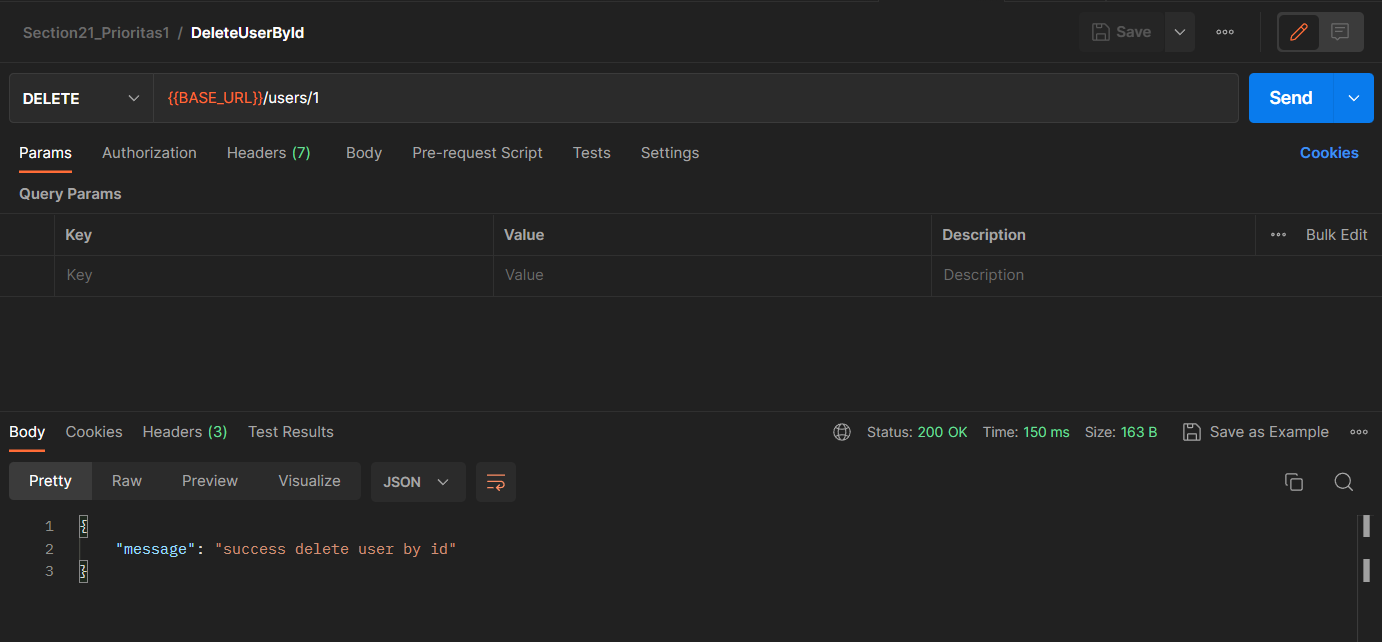 Section21_Prioritas1 / DeleteUserById
Save
DELETE
{{BASE_URL}}/users/1
Send
Params Authorization Headers (7) Body Pre-request Script Tests Settings Cookies
Query Params
Key Value Description Bulk Edit
Key Value Description
Body Cookies Headers (3) Test Results Status: 200 OK Time: 150 ms Size: 163 B Save as Example
Pretty Raw Preview Visualize JSON
1 {
2 "message": "success delete user by id"
3 }